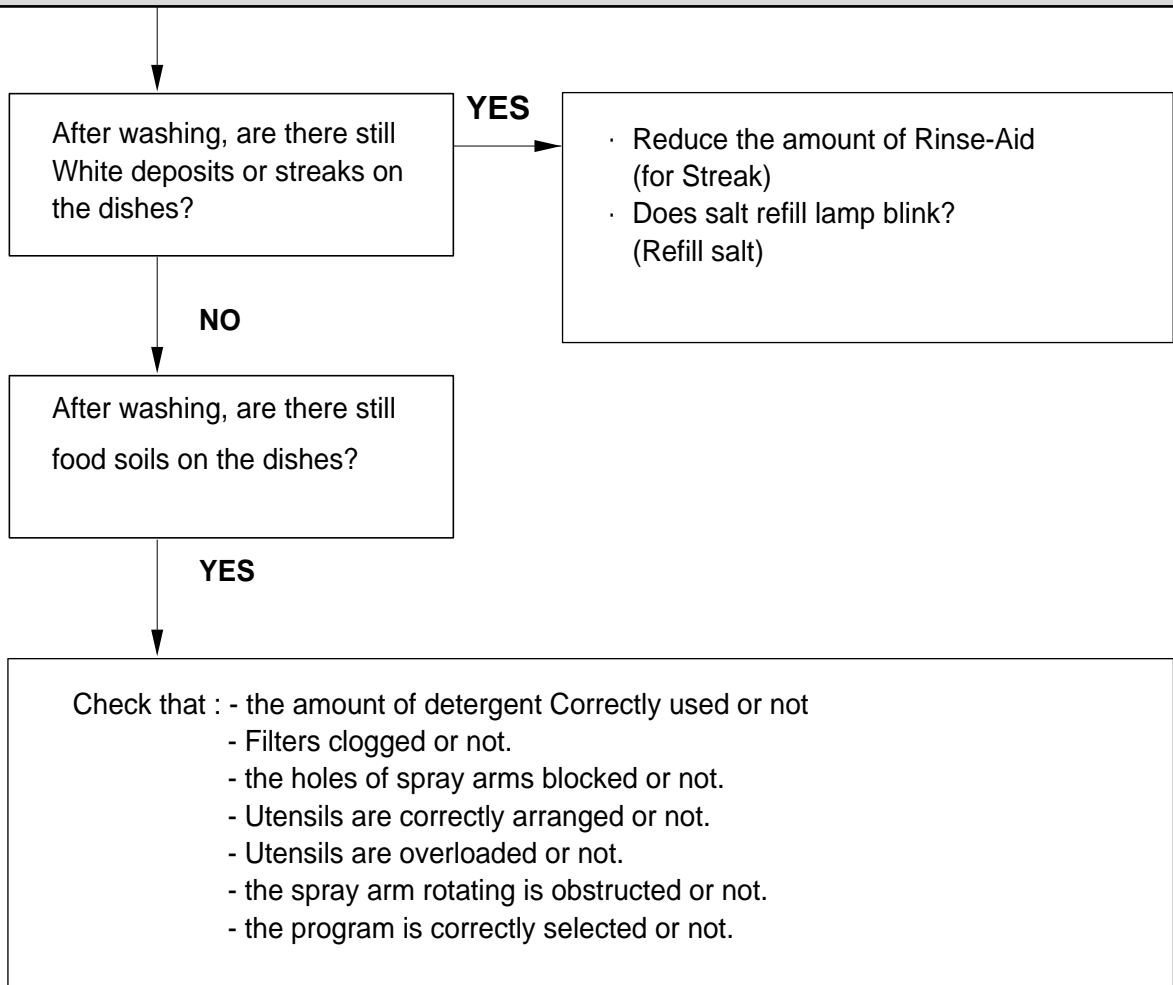 After washing, are there still
White deposits or streaks on
the dishes?
YES
· Reduce the amount of Rinse-Aid
(for Streak)
· Does salt refill lamp blink?
(Refill salt)
NO
After washing, are there still
food soils on the dishes?
YES
Check that : - the amount of detergent Correctly used or not
- Filters clogged or not.
- the holes of spray arms blocked or not.
- Utensils are correctly arranged or not.
- Utensils are overloaded or not.
- the spray arm rotating is obstructed or not.
- the program is correctly selected or not.